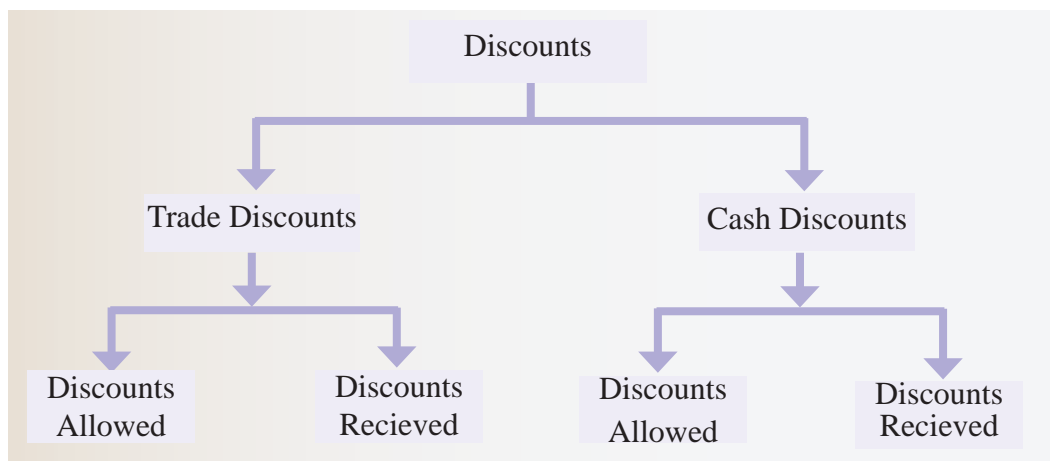 Discounts
Trade Discounts
Cash Discounts
Discounts
Allowed
Discounts
Recieved
Discounts
Allowed
Discounts
Recieved